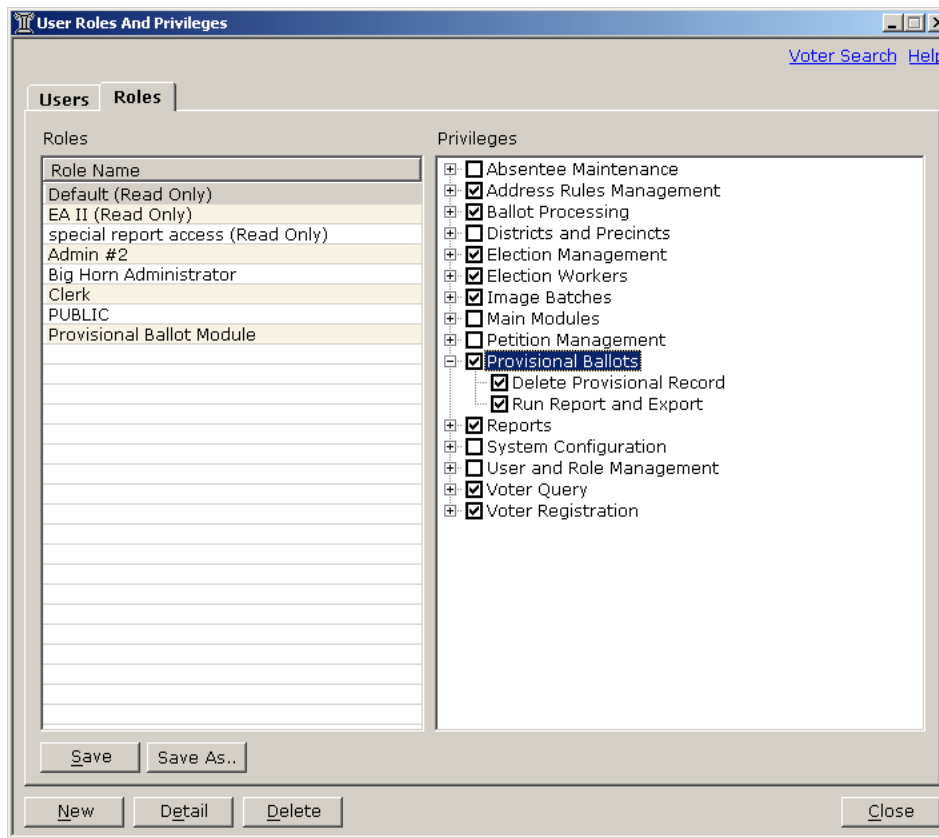 User Roles And Privileges
Voter Search Help
Users Roles
Roles
Role Name
Default (Read Only)
EA II (Read Only)
special report access (Read Only)
Admin #2
Big Horn Administrator
Clerk
PUBLIC
Provisional Ballot Module
Privileges
Absentee Maintenance
Address Rules Management
Ballot Processing
Districts and Precincts
Election Management
Election Workers
Image Batches
Main Modules
Petition Management
Provisional Ballots
Delete Provisional Record
Run Report and Export
Reports
System Configuration
User and Role Management
Voter Query
Voter Registration
Save Save As..
New Detail Delete Close